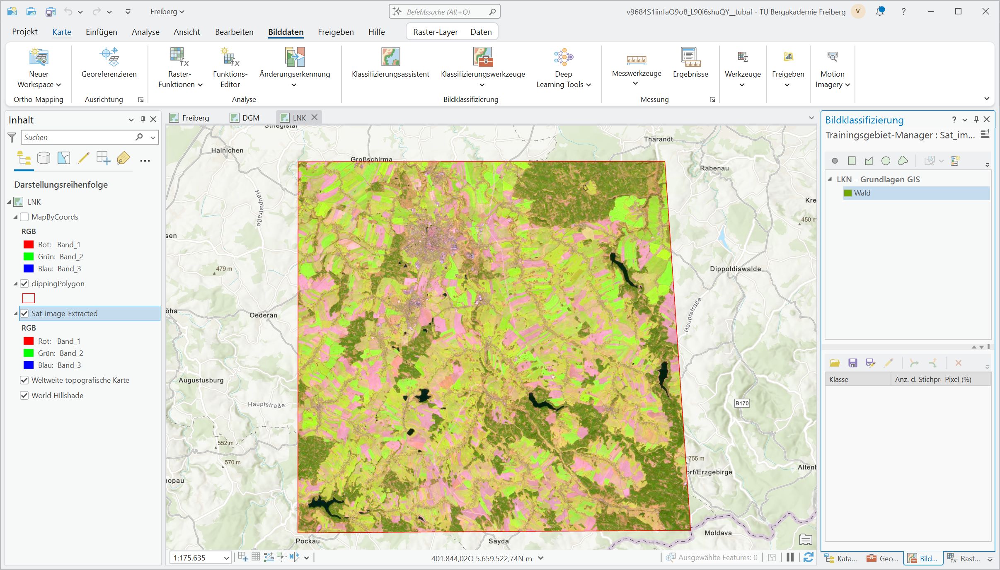 Freiberg
Befehlssuche (Alt+Q)
v9684S1iinfaO9o8_L90i6shuQY__tubaf - TU Bergakademie Freiberg
V
?
Projekt
Karte
Einfügen
Analyse
Ansicht
Bearbeiten
Bilddaten
Freigeben
Hilfe
Raster-Layer
Daten
Neuer
Workspace
Georeferenzieren
Raster-
Funktionen
Funktions-
Editor
Änderungserkennung
Klassifizierungsassistent
Klassifizierungswerkzeuge
Deep
Learning Tools
Messwerkzeuge
Ergebnisse
Werkzeuge
Freigeben
Motion
Imagery
Ortho-Mapping
Ausrichtung
Analyse
Bildklassifizierung
Messung
Inhalt
Suchen
Darstellungsreihenfolge
LNK
MapByCoords
RGB
Rot: Band_1
Grün: Band_2
Blau: Band_3
clippingPolygon
Sat_image_Extracted
RGB
Rot: Band_1
Grün: Band_2
Blau: Band_3
Weltweite topografische Karte
World Hillshade
Freiberg
DGM
LNK
Striegistal
Tharandt
Hainichen
Großschirma
Rabenau
Hauptstraße
Kre
450 m
sen
479 m
Dippoldiswalde
öha
Oederan
Hauptstraße
Augustusburg
Hauptstraße
B170
552 m
570 m
755 m
Altenb
orf/Erzgebirge
nopau
Moldava
Pockau
Sayda
1:175.635
401.844,02O 5.659.522,74N m
Ausgewählte Features: 0
Bildklassifizierung
?
Trainingsgebiet-Manager : Sat_im...
1
LKN - Grundlagen GIS
Wald
Klasse
Anz. d. Stichpr
Pixel (%)
Kata...
Geo...
Bild...
Rast...